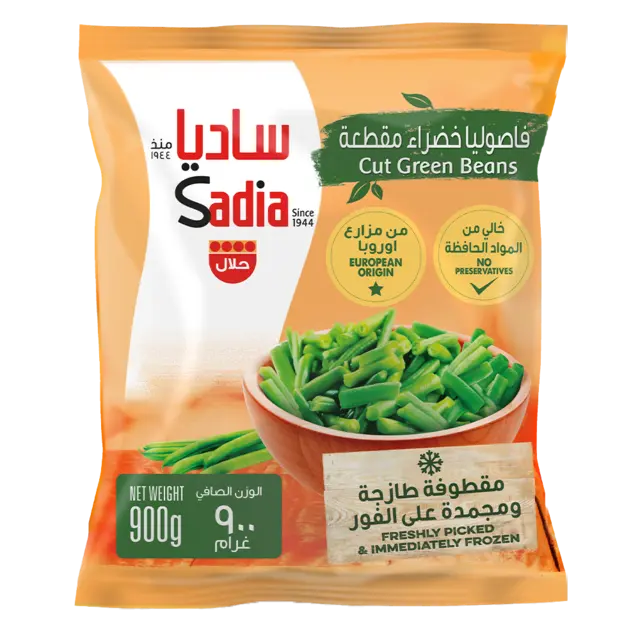 ساديا
منذ
١٩٤٤
Sadia
Since
1944
حلال
فاصوليا خضراء مقطعة
Cut Green Beans
من مزارع
اوروبا
EUROPEAN
ORIGIN
خالي من
المواد الحافظة
NO
PRESERVATIVES
مقطوفة طازجة
ومجمدة على الفور
FRESHLY PICKED
& IMMEDIATELY FROZEN
NET WEIGHT
900g
الوزن الصافي
٩٠٠
غرام